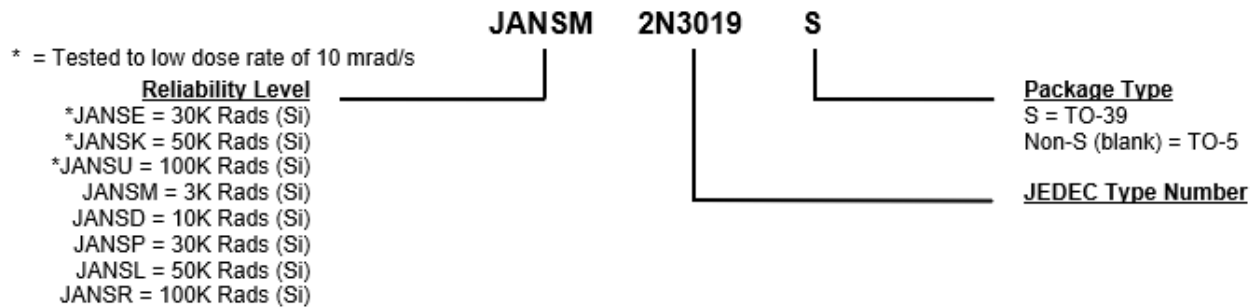 JANSM 2N3019 S
* = Tested to low dose rate of 10 mrad/s
Reliability Level
*JANSE = 30K Rads (Si)
*JANSK = 50K Rads (Si)
*JANSU = 100K Rads (Si)
JANSM = 3K Rads (Si)
JANSD = 10K Rads (Si)
JANSP = 30K Rads (Si)
JANSL = 50K Rads (Si)
JANSR = 100K Rads (Si)
Package Type
S = TO-39
Non-S (blank) = TO-5
JEDEC Type Number